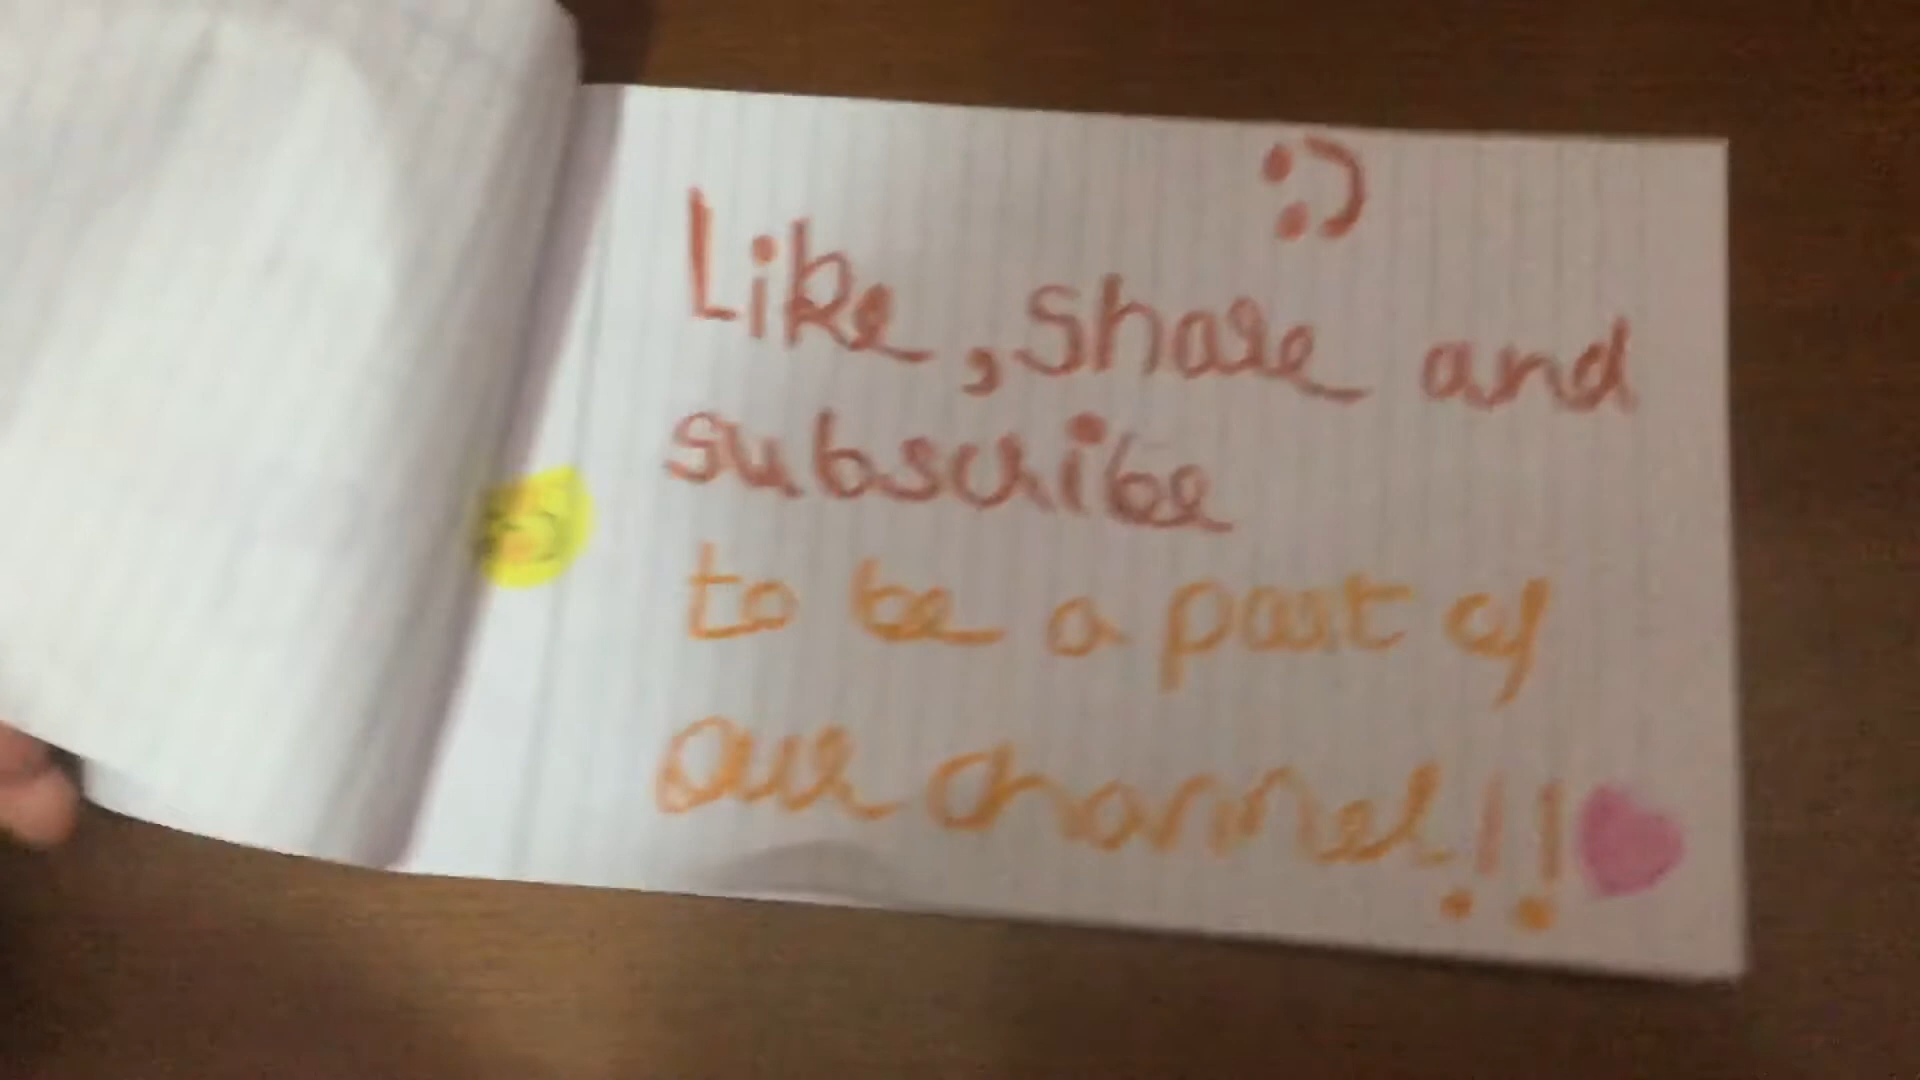 :)
Like, share and
subscribe
to be a part of
our channel!!